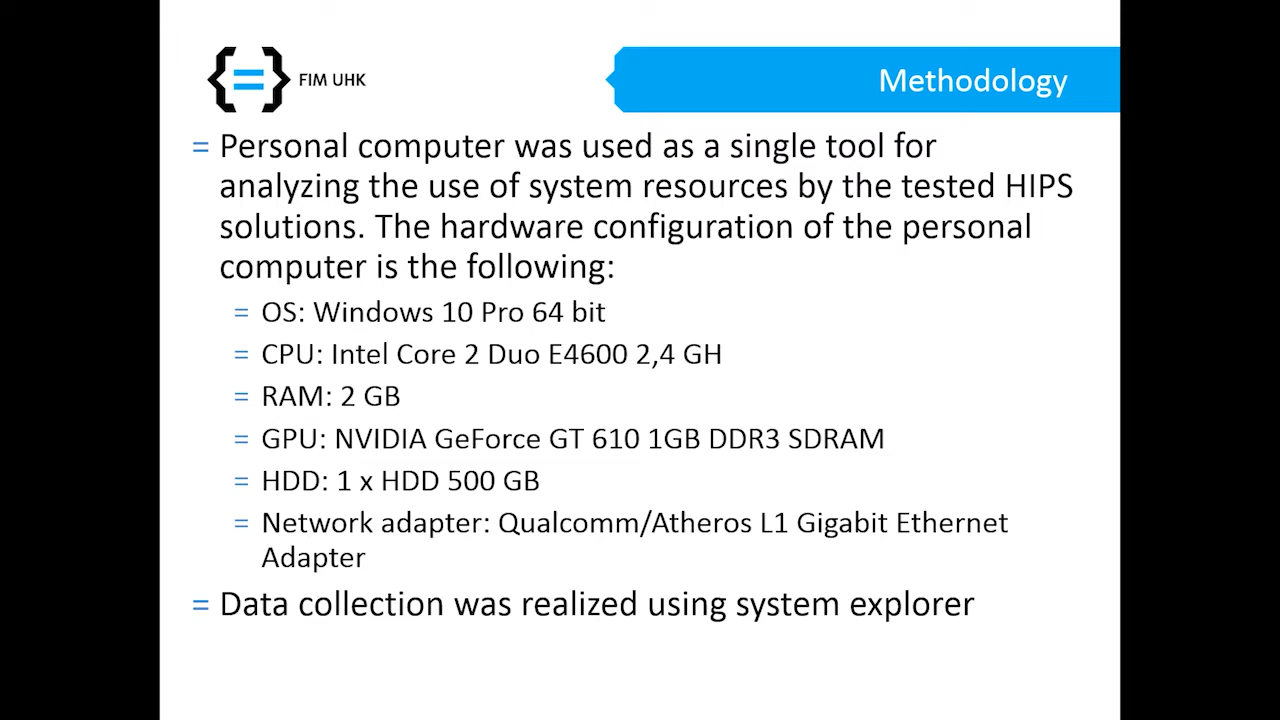 FIM UHK
Methodology
= Personal computer was used as a single tool for
analyzing the use of system resources by the tested HIPS
solutions. The hardware configuration of the personal
computer is the following:
= OS: Windows 10 Pro 64 bit
= CPU: Intel Core 2 Duo E4600 2,4 GH
= RAM: 2 GB
= GPU: NVIDIA GeForce GT 610 1GB DDR3 SDRAM
= HDD: 1 x HDD 500 GB
= Network adapter: Qualcomm/Atheros L1 Gigabit Ethernet
Adapter
= Data collection was realized using system explorer